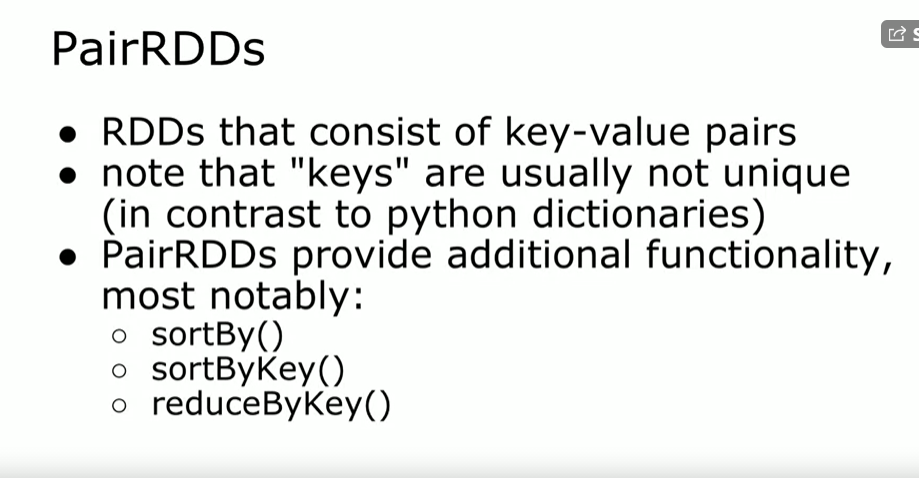 PairRDDs
● RDDs that consist of key-value pairs
● note that "keys" are usually not unique
(in contrast to python dictionaries)
● PairRDDs provide additional functionality,
most notably:
○ sortBy()
○ sortByKey()
○ reduceByKey()